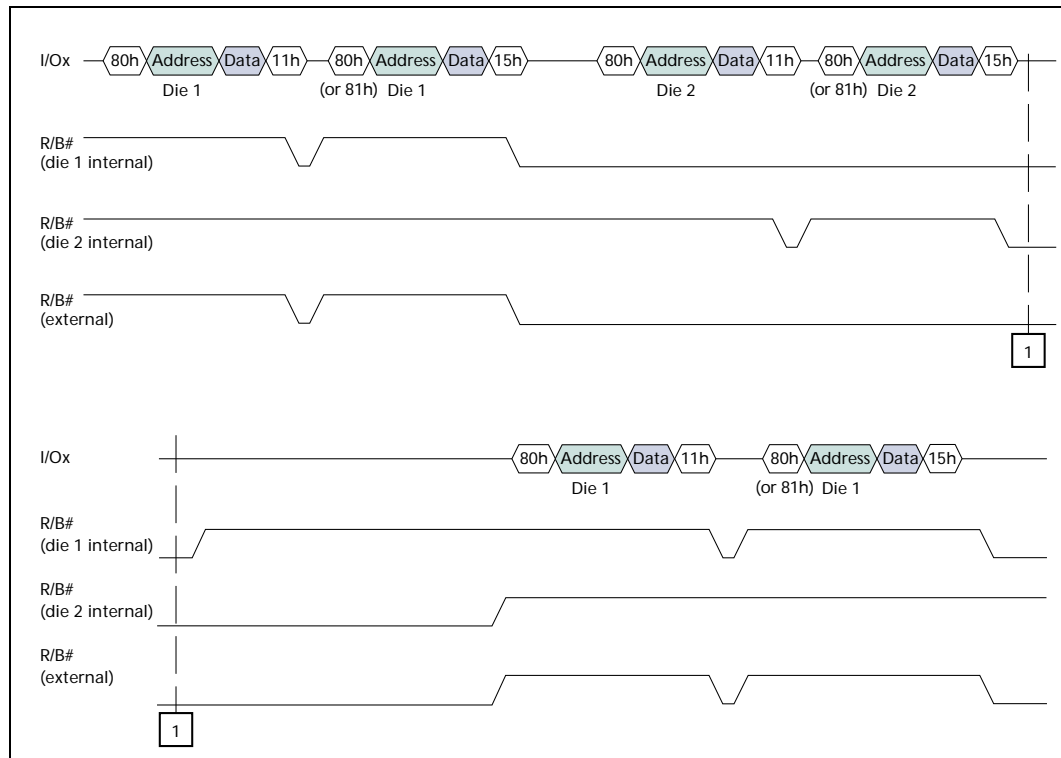 I/Ox 80h Address Data 11h 80h Address Data 15h 80h Address Data 11h 80h Address Data 15h
Die 1 (or 81h) Die 1 Die 2 (or 81h) Die 2
R/B#
(die 1 internal)
R/B#
(die 2 internal)
R/B#
(external)
1
I/Ox 80h Address Data 11h 80h Address Data 15h
Die 1 (or 81h) Die 1
R/B#
(die 1 internal)
R/B#
(die 2 internal)
R/B#
(external)
1